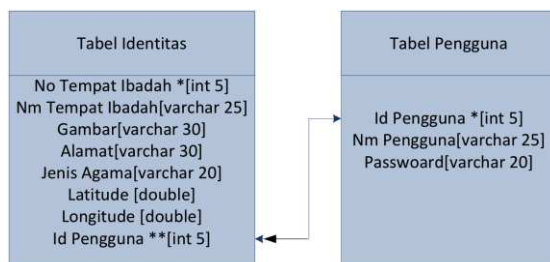 Tabel Identitas
No Tempat Ibadah *[int 5]
Nm Tempat Ibadah[varchar 25]
Gambar[varchar 30]
Alamat[varchar 30]
Jenis Agama[varchar 20]
Latitude [double]
Longitude [double]
Id Pengguna **[int 5]
Tabel Pengguna
Id Pengguna *[int 5]
Nm Pengguna[varchar 25]
Passwoard[varchar 20]